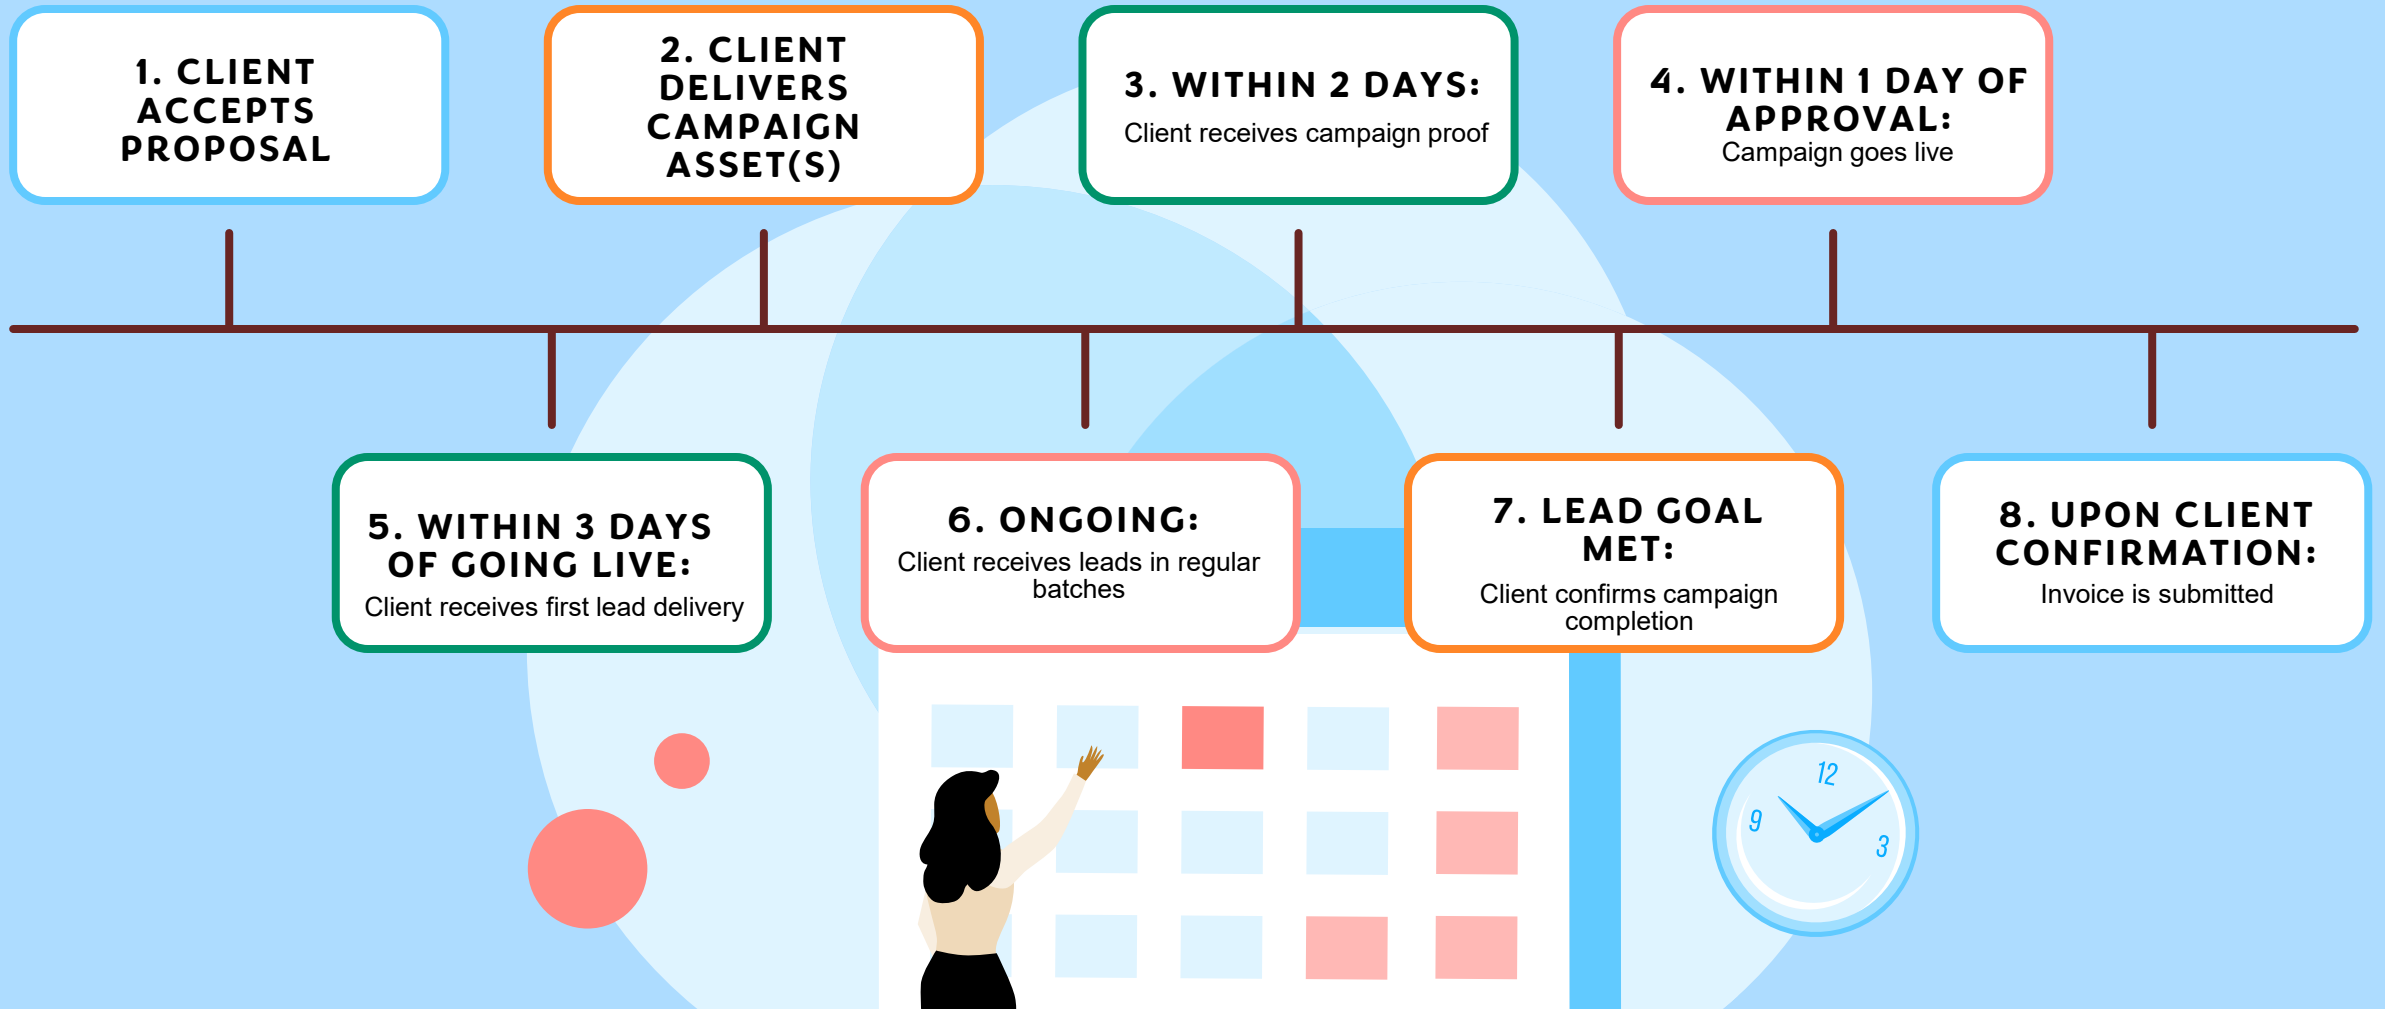 1. CLIENT
ACCEPTS
PROPOSAL
2. CLIENT
DELIVERS
CAMPAIGN
ASSET(S)
3. WITHIN 2 DAYS:
Client receives campaign proof
4. WITHIN 1 DAY OF
APPROVAL:
Campaign goes live
5. WITHIN 3 DAYS
OF GOING LIVE:
Client receives first lead delivery
6. ONGOING:
Client receives leads in regular
batches
7. LEAD GOAL
MET:
Client confirms campaign
completion
8. UPON CLIENT
CONFIRMATION:
Invoice is submitted
12
9
3